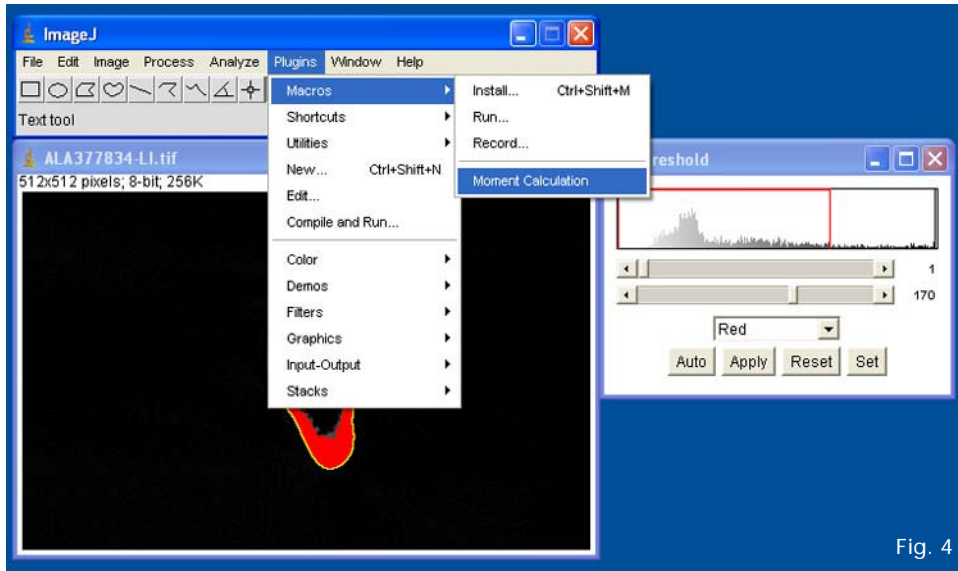 ImageJ
File Edit Image Process Analyze Plugins Window Help
Text tool
Macros
Shortcuts
Utilities
New... Ctrl+Shift+N
Edit...
Compile and Run...
Color
Demos
Filters
Graphics
Input-Output
Stacks
Install... Ctrl+Shift+M
Run...
Record...
Moment Calculation
ALA377834-LI.tif
512x512 pixels; 8-bit; 256K
reshold
1
170
Red
Auto Apply Reset Set
Fig. 4